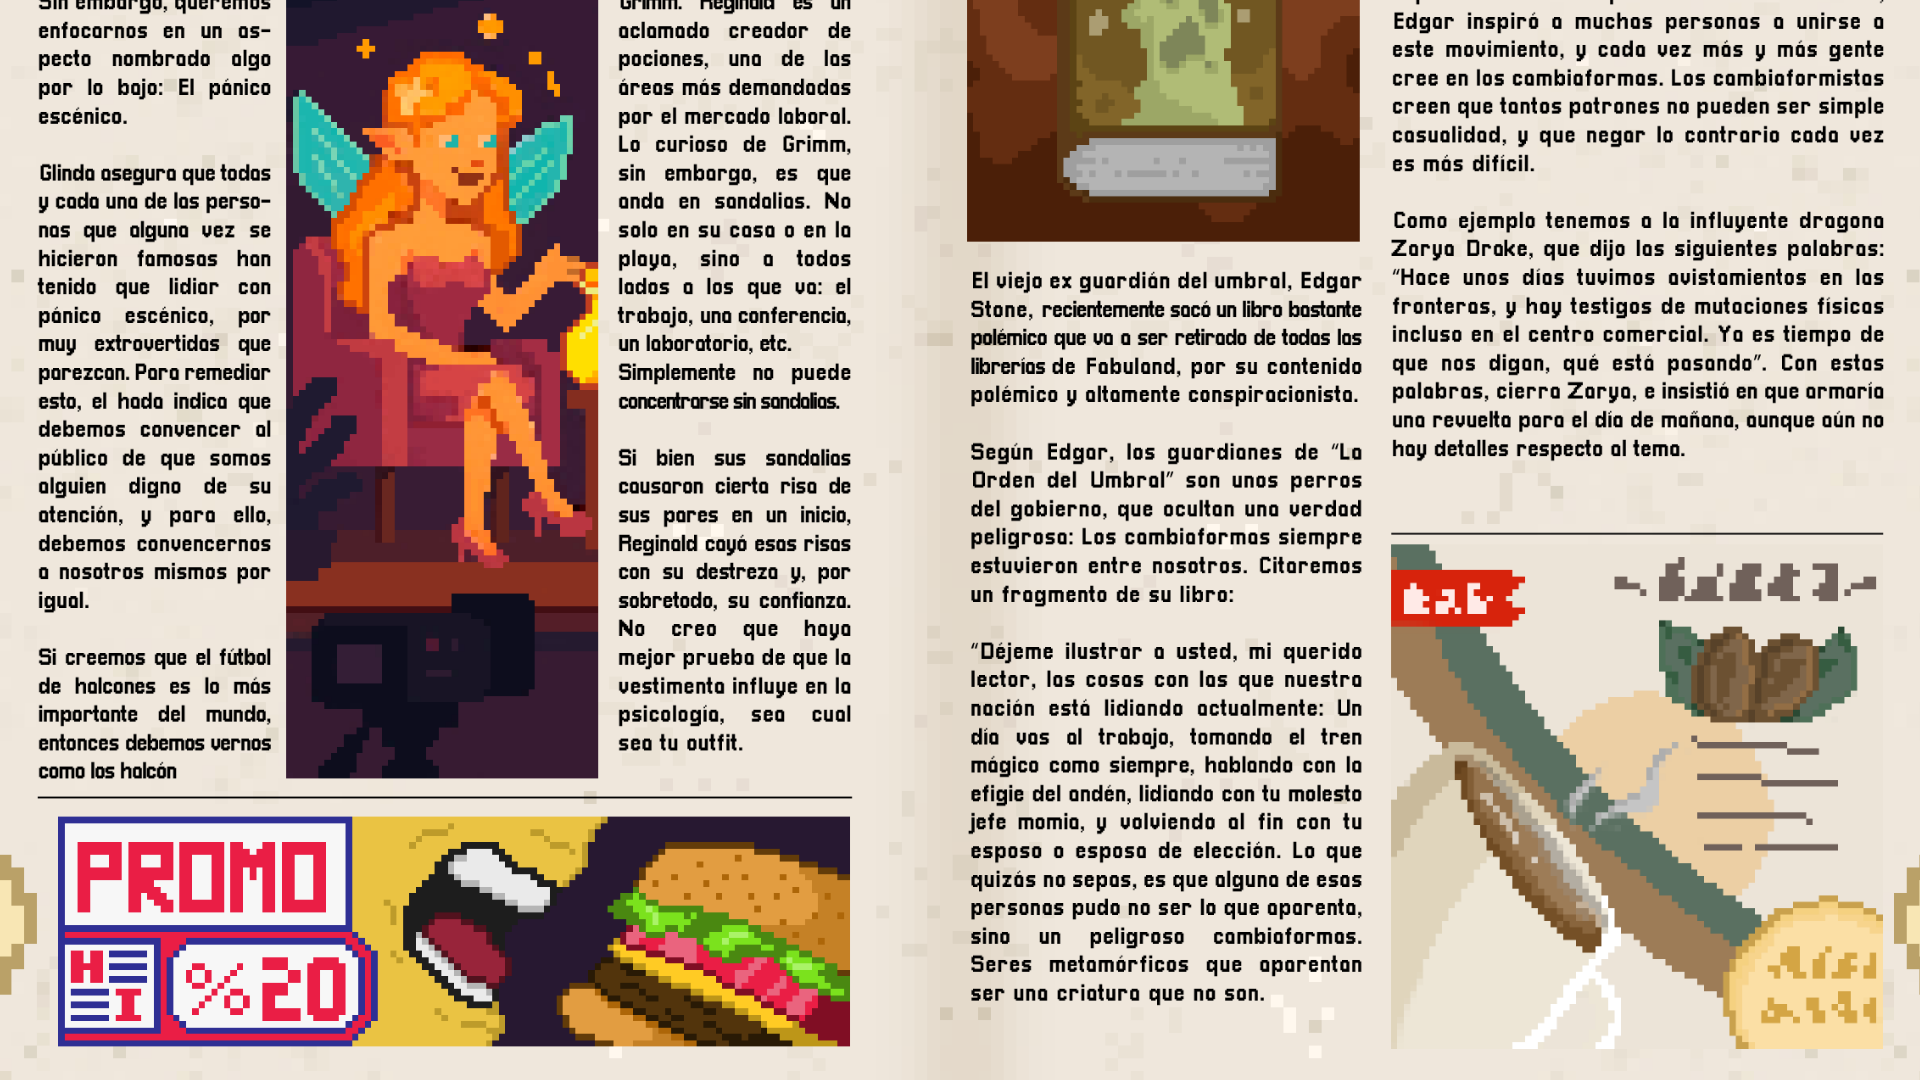 Sin embargo, queremos
enfocarnos en un as-
pecto nombrado algo
por lo bajo: El pánico
escénico.
Glinda asegura que todas
y cada una de las perso-
nas que alguna vez se
hicieron famosas han
tenido que lidiar con
pánico escénico, por
muy extrovertidas que
parezcan. Para remediar
esto, el hada indica que
debemos convencer al
público de que somos
alguien digno de su
atención, y para ello,
debemos convencernos
a nosotros mismos por
igual.
Si creemos que el fútbol
de halcones es lo más
importante del mundo,
entonces debemos vernos
como los halcón
Grimm. Reginald es un
aclamado creador de
pociones, una de las
áreas más demandadas
por el mercado laboral.
Lo curioso de Grimm,
sin embargo, es que
anda en sandalias. No
solo en su casa o en la
playa, sino a todos
lados a los que va: el
trabajo, una conferencia,
un laboratorio, etc.
Simplemente no puede
concentrarse sin sandalias.
Si bien sus sandalias
causaron cierta risa de
sus pares en un inicio,
Reginald cayó esas risas
con su destreza y, por
sobretodo, su confianza.
No creo que haya
mejor prueba de que la
vestimenta influye en la
psicología, sea cual
sea tu outfit.
PROMO
H
I
%20
El viejo ex guardián del umbral, Edgar
Stone, recientemente sacó un libro bastante
polémico que va a ser retirado de todas las
librerías de Fabuland, por su contenido
polémico y altamente conspiracionista.
Según Edgar, los guardianes de “La
Orden del Umbral” son unos perros
del gobierno, que ocultan una verdad
peligrosa: Los cambiaformas siempre
estuvieron entre nosotros. Citaremos
un fragmento de su libro:
“Déjeme ilustrar a usted, mi querido
lector, las cosas con las que nuestra
nación está lidiando actualmente: Un
día vas al trabajo, tomando el tren
mágico como siempre, hablando con la
efigie del andén, lidiando con tu molesto
jefe momia, y volviendo al fin con tu
esposo o esposa de elección. Lo que
quizás no sepas, es que alguna de esas
personas pudo no ser lo que aparenta,
sino un peligroso cambiaformas.
Seres metamórficos que aparentan
ser una criatura que no son.
Edgar inspiró a muchas personas a unirse a
este movimiento, y cada vez más y más gente
cree en los cambiaformas. Los cambiaformistas
creen que tantos patrones no pueden ser simple
casualidad, y que negar lo contrario cada vez
es más difícil.
Como ejemplo tenemos a la influyente dragona
Zarya Drake, que dijo las siguientes palabras:
“Hace unos días tuvimos avistamientos en las
fronteras, y hay testigos de mutaciones físicas
incluso en el centro comercial. Ya es tiempo de
que nos digan, qué está pasando”. Con estas
palabras, cierra Zarya, e insistió en que armaría
una revuelta para el día de mañana, aunque aún no
hay detalles respecto al tema.